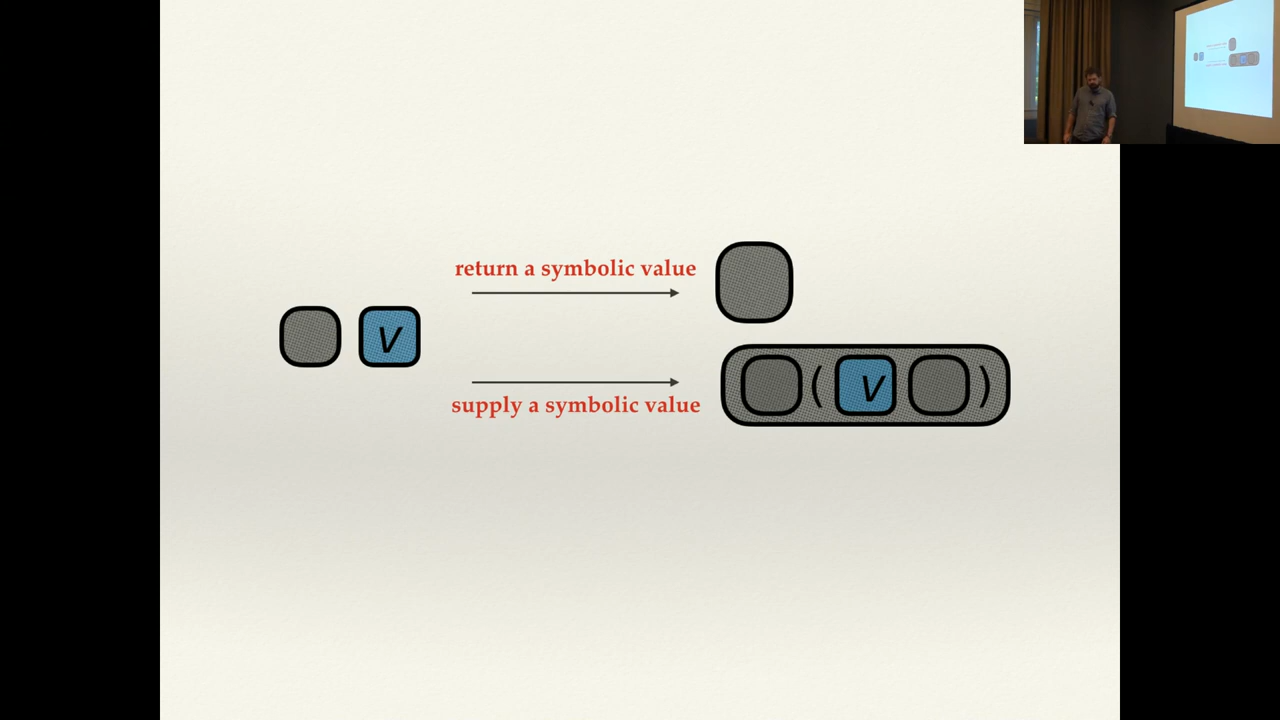 return a symbolic value
V
( V )
supply a symbolic value